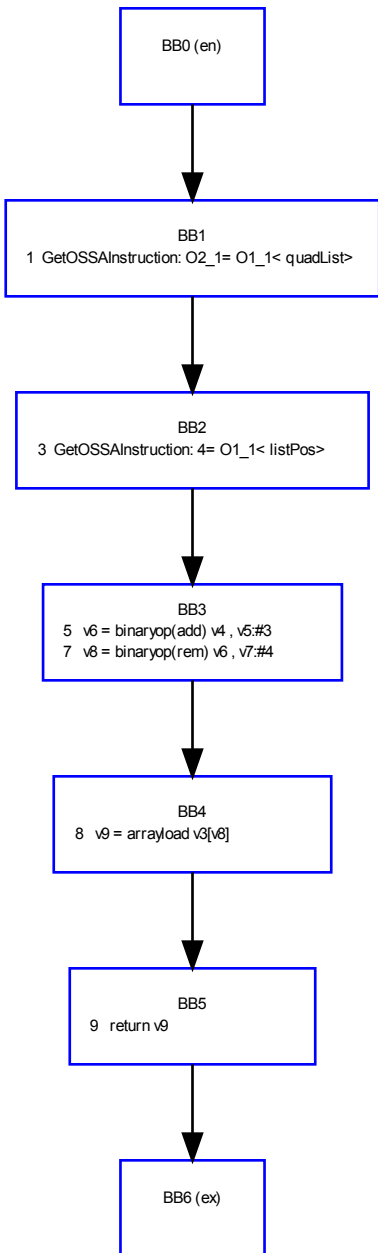 BB0 (en)
BB1
1 GetOSSAInstruction: O2_1= O1_1< quadList>
BB2
3 GetOSSAInstruction: 4= O1_1< listPos>
BB3
5 v6 = binaryop(add) v4 , v5:#3
7 v8 = binaryop(rem) v6 , v7:#4
BB4
8 v9 = arrayload v3[v8]
BB5
9 return v9
BB6 (ex)